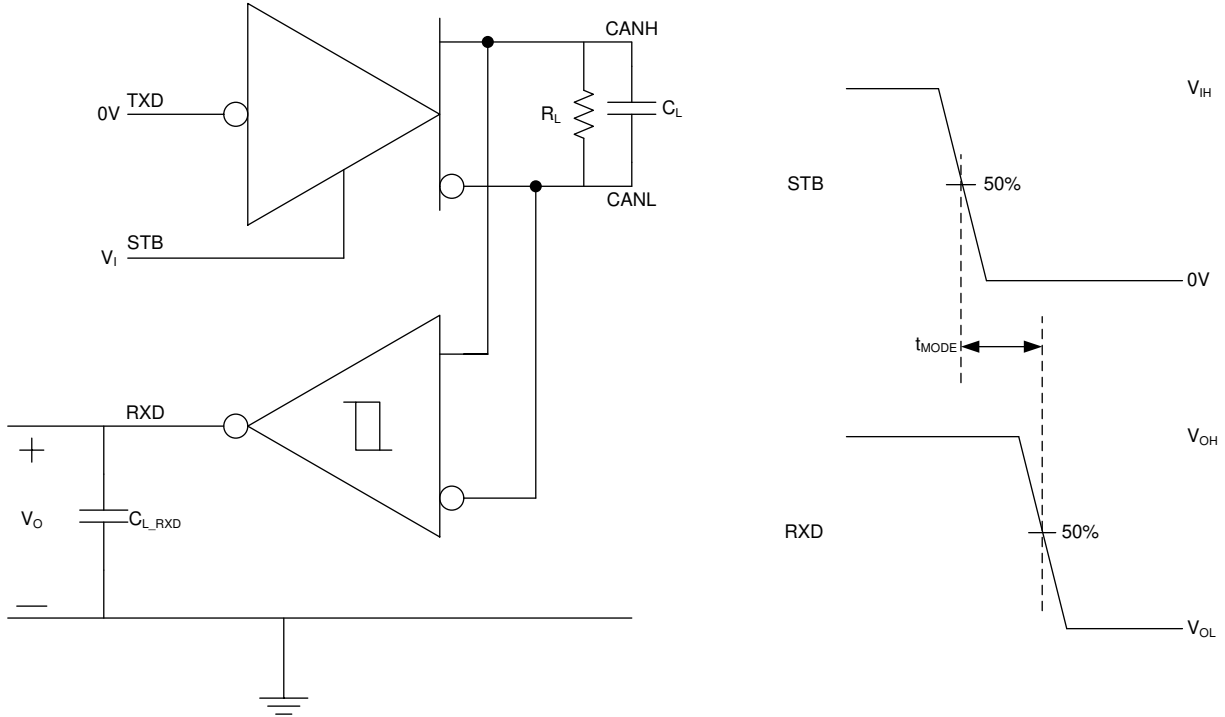 CANH
0V TXD
R_L
C_L
CANL
V_I STB
RXD
+
V_O
C_L_RXD
—
V_IH
STB
50%
0V
t_MODE
V_OH
RXD
50%
V_OL